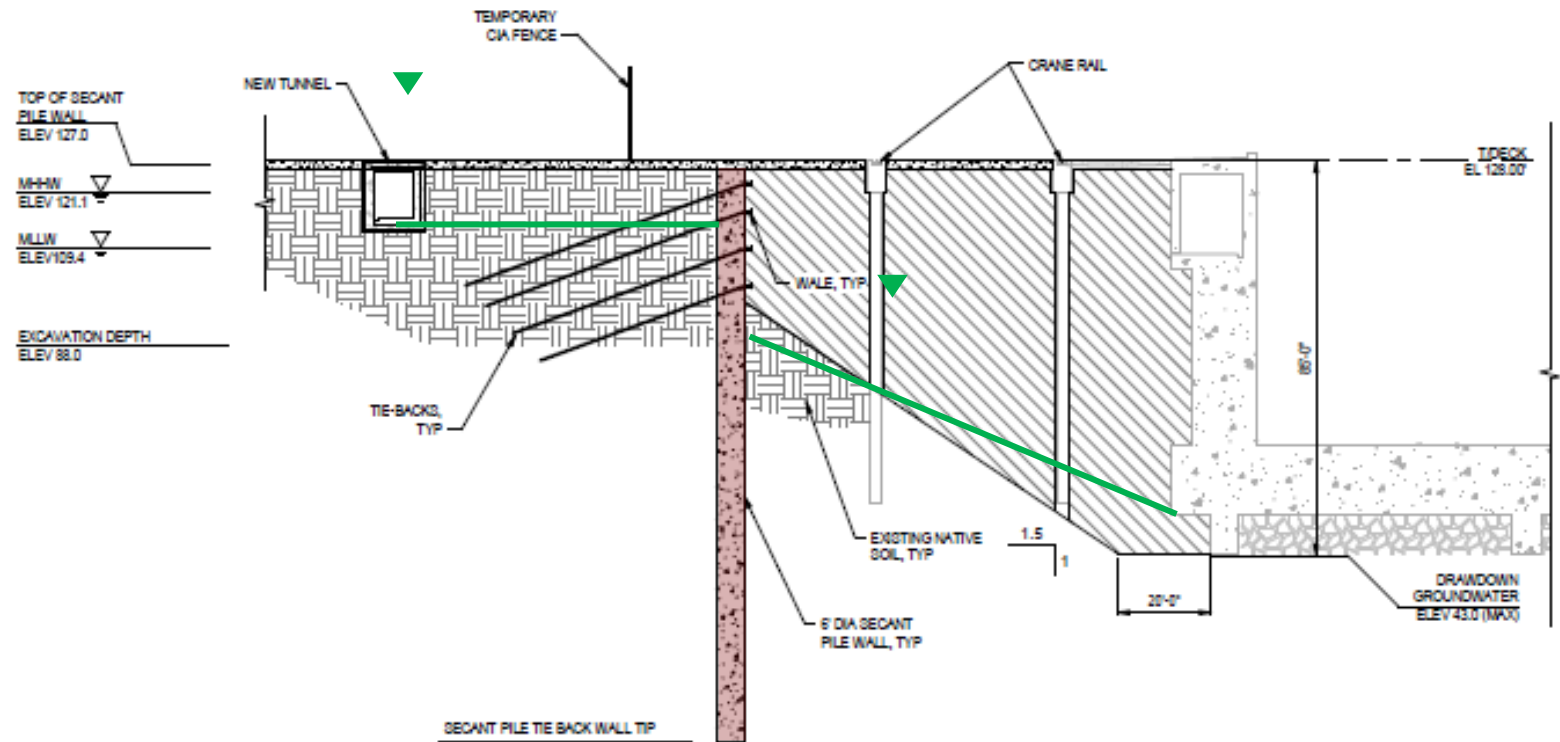 TEMPORARY
CIA FENCE
NEW TUNNEL
CRANE RAIL
TOP OF SECANT
PILE WALL
ELEV 127.0
T/DECK
EL 128.00'
MHHW
ELEV 121.1
MLLW
ELEV109.4
WALE, TYP
EXCAVATION DEPTH
ELEV 88.0
85'-0"
TIE-BACKS,
TYP
EXISTING NATIVE
SOIL, TYP
1.5
1
20'-0"
DRAWDOWN
GROUNDWATER
ELEV 43.0 (MAX)
6' DIA SECANT
PILE WALL, TYP
SECANT PILE TIE BACK WALL TIP